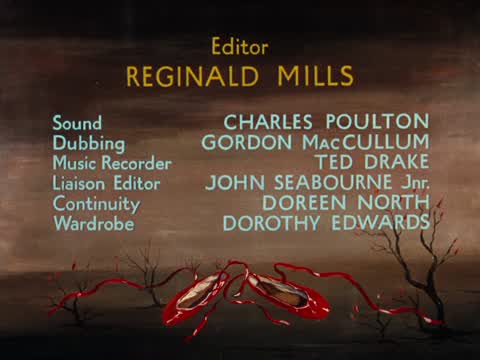 Editor
REGINALD MILLS
Sound CHARLES POULTON
Dubbing GORDON MacCULLUM
Music Recorder TED DRAKE
Liaison Editor JOHN SEABOURNE Jnr.
Continuity DOREEN NORTH
Wardrobe DOROTHY EDWARDS